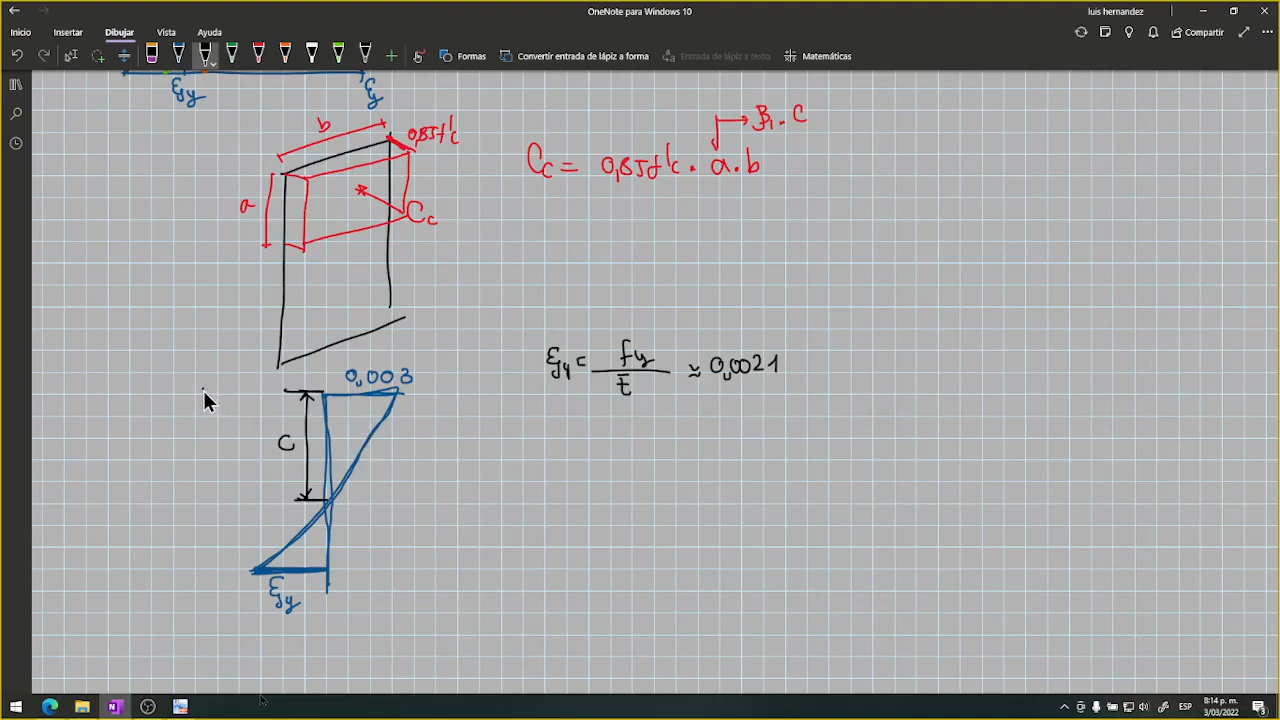 OneNote para Windows 10
luis hernandez
Inicio Insertar Dibujar Vista Ayuda
Compartir
Formas Convertir entrada de lápiz a forma Entrada de lápiz a texto Matemáticas
εy εy
b 0,85f'c
a Cc
β1 . C
Cc = 0,85f'c · a · b
0,003
C
εy
εy = fy / E ≈ 0,0021
ESP
8:14 p. m.
3/03/2022
3